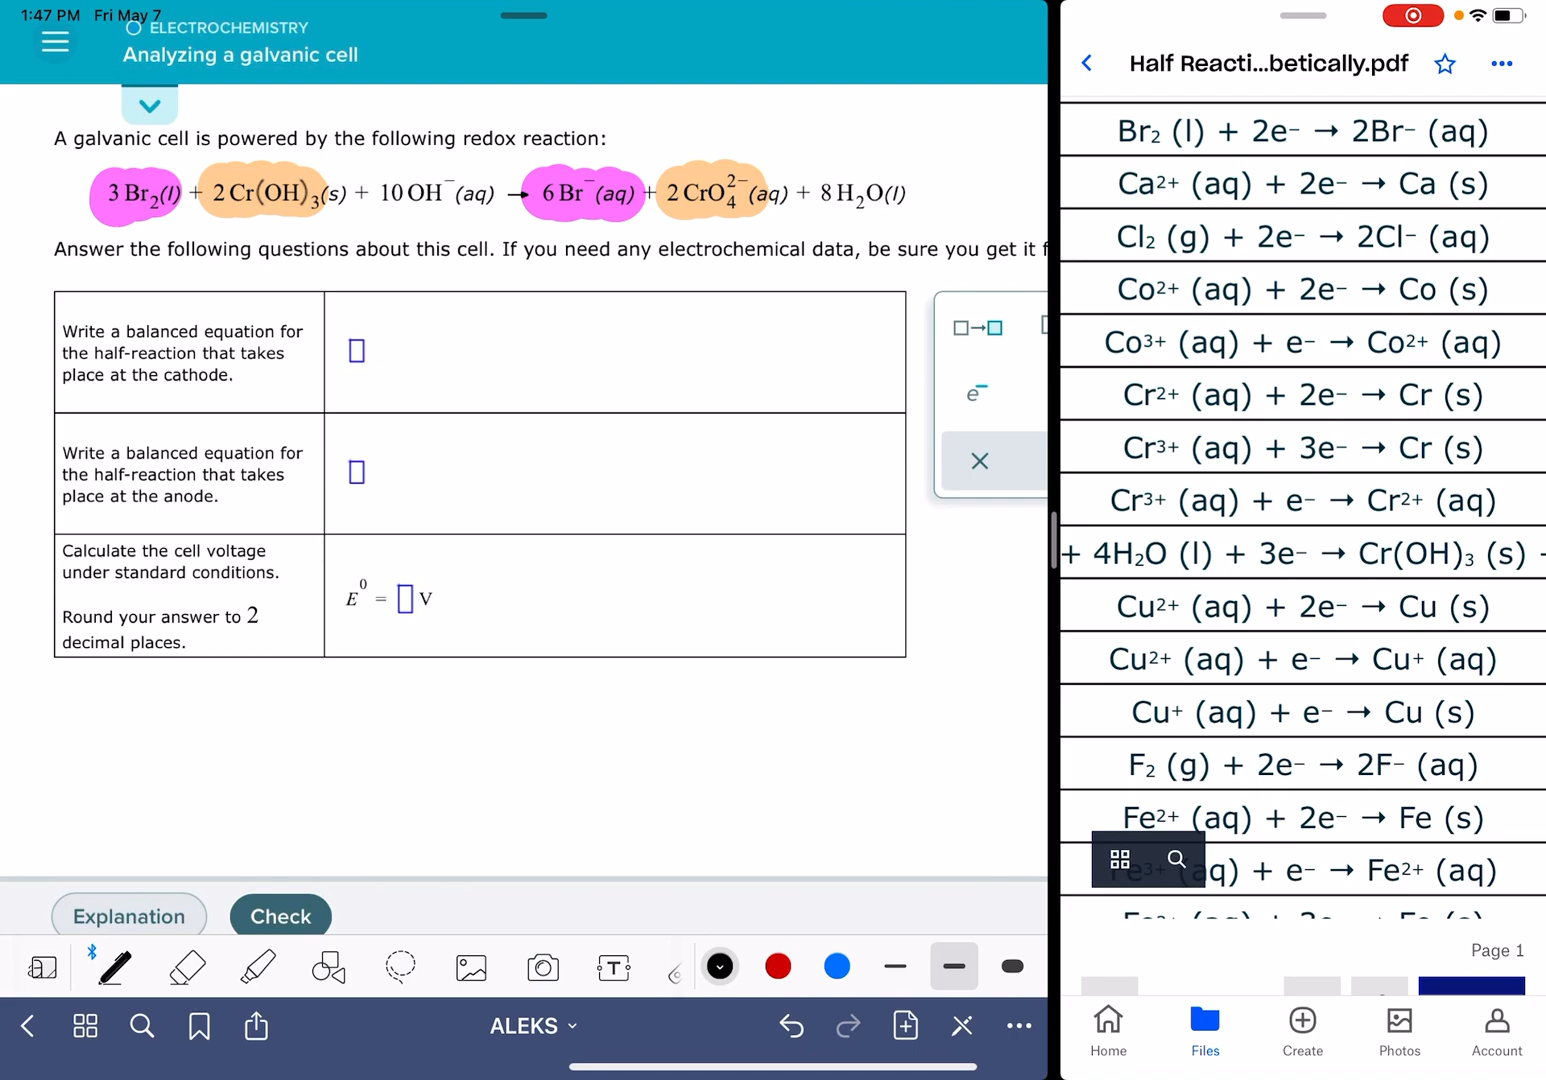 1:47 PM Fri May 7
ELECTROCHEMISTRY
Analyzing a galvanic cell
A galvanic cell is powered by the following redox reaction:
3 Br₂(l) + 2 Cr(OH)₃(s) + 10 OH⁻(aq) → 6 Br⁻(aq) + 2 CrO₄²⁻(aq) + 8 H₂O(l)
Answer the following questions about this cell. If you need any electrochemical data, be sure you get it f
Write a balanced equation for
the half-reaction that takes
place at the cathode.
Write a balanced equation for
the half-reaction that takes
place at the anode.
Calculate the cell voltage
under standard conditions.
Round your answer to 2
decimal places.
E⁰ = □ V
□→□
e⁻
Explanation
Check
T
ALEKS
Half Reacti...betically.pdf
Br₂ (l) + 2e⁻ → 2Br⁻ (aq)
Ca²⁺ (aq) + 2e⁻ → Ca (s)
Cl₂ (g) + 2e⁻ → 2Cl⁻ (aq)
Co²⁺ (aq) + 2e⁻ → Co (s)
Co³⁺ (aq) + e⁻ → Co²⁺ (aq)
Cr²⁺ (aq) + 2e⁻ → Cr (s)
Cr³⁺ (aq) + 3e⁻ → Cr (s)
Cr³⁺ (aq) + e⁻ → Cr²⁺ (aq)
+ 4H₂O (l) + 3e⁻ → Cr(OH)₃ (s) +
Cu²⁺ (aq) + 2e⁻ → Cu (s)
Cu²⁺ (aq) + e⁻ → Cu⁺ (aq)
Cu⁺ (aq) + e⁻ → Cu (s)
F₂ (g) + 2e⁻ → 2F⁻ (aq)
Fe²⁺ (aq) + 2e⁻ → Fe (s)
Fe³⁺ (aq) + e⁻ → Fe²⁺ (aq)
Page 1
Home
Files
Create
Photos
Account